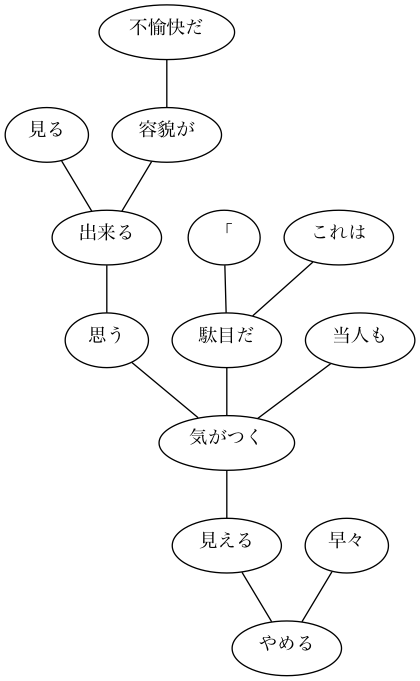 不愉快だ
見る
容貌が
出来る
「
これは
思う
駄目だ
当人も
気がつく
見える
早々
やめる